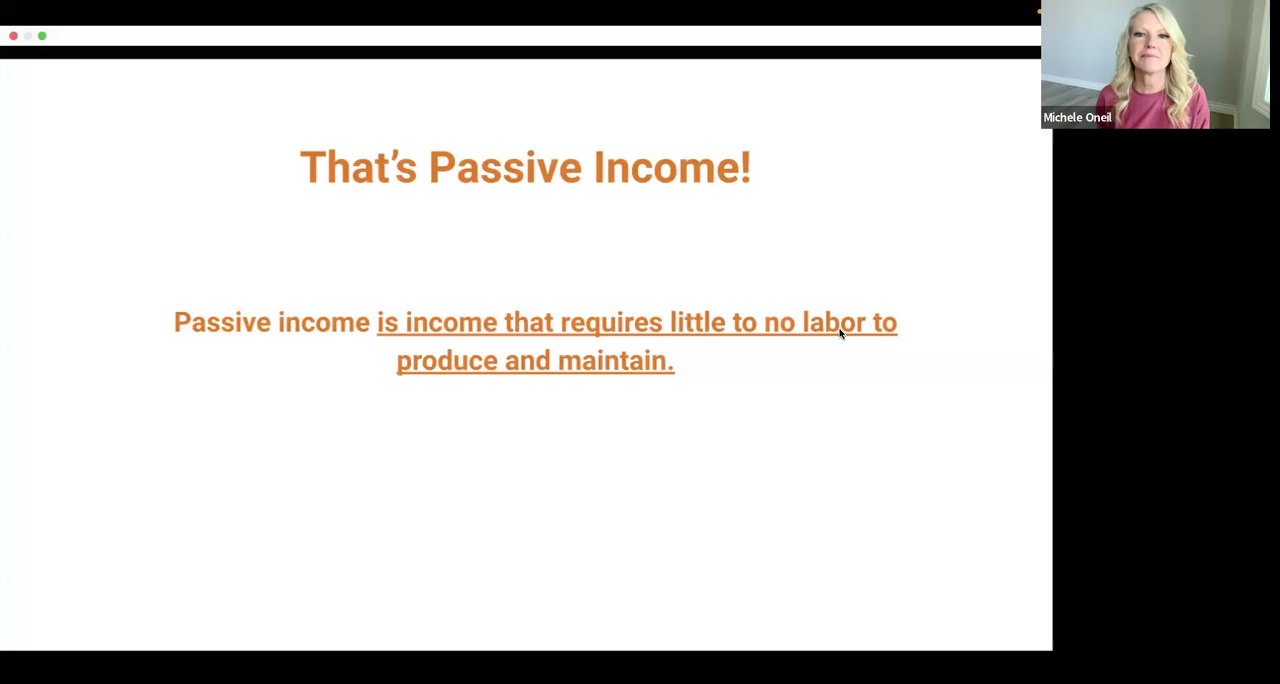 Michele Oneil
That’s Passive Income!
Passive income is income that requires little to no labor to
produce and maintain.